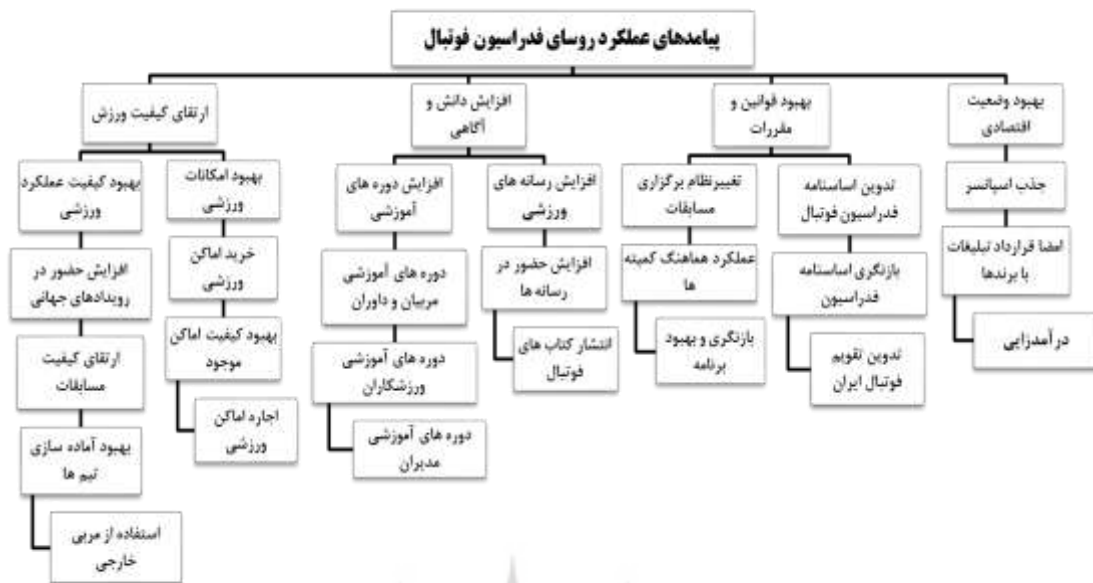 پیامدهای عملکرد روسای فدراسیون فوتبال
بهبود وضعیت
اقتصادی
جذب اسپانسر
امضا قرارداد تبلیغات
با برندها
درآمدزایی
بهبود قوانین و
مقررات
تدوین اساسنامه
فدراسیون فوتبال
بازنگری اساسنامه
فدراسیون
تدوین تقویم
فوتبال ایران
تغییرنظام برگزاری
مسابقات
عملکرد هماهنگ کمیته
ها
بازنگری و بهبود
برنامه
افزایش دانش و
آگاهی
افزایش رسانه های
ورزشی
افزایش حضور در
رسانه ها
انتشار کتاب های
فوتبال
افزایش دوره های
آموزشی
دوره های آموزشی
مربیان و داوران
دوره های آموزشی
ورزشکاران
دوره های آموزشی
مدیران
ارتقای کیفیت ورزش
بهبود امکانات
ورزشی
خرید اماکن
ورزشی
بهبود کیفیت اماکن
موجود
اجاره اماکن
ورزشی
بهبود کیفیت عملکرد
ورزشی
افزایش حضور در
رویدادهای جهانی
ارتقای کیفیت
مسابقات
بهبود آماده سازی
تیم ها
استفاده از مربی
خارجی